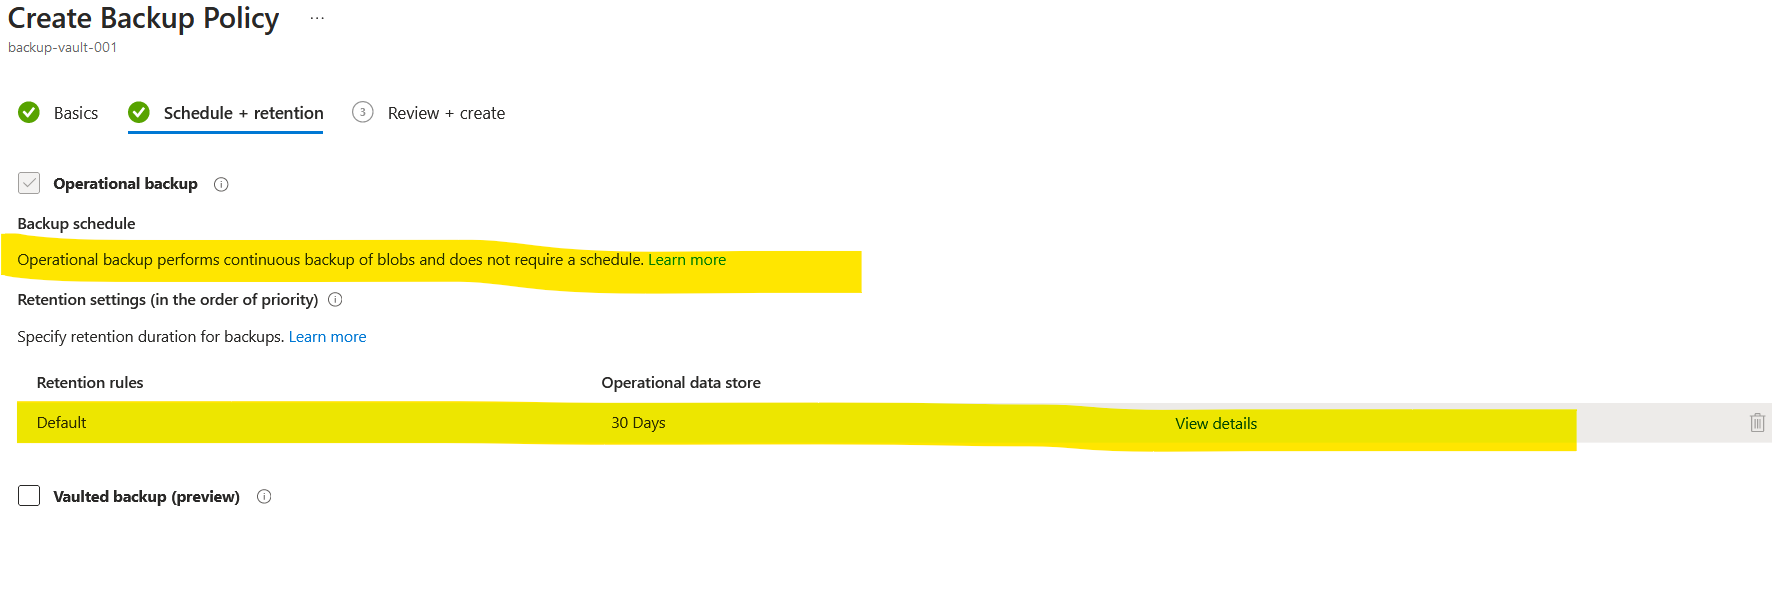 Create Backup Policy ...
backup-vault-001
Basics Schedule + retention 3 Review + create
Operational backup
Backup schedule
Operational backup performs continuous backup of blobs and does not require a schedule. Learn more
Retention settings (in the order of priority)
Specify retention duration for backups. Learn more
Retention rules Operational data store
Default 30 Days View details
Vaulted backup (preview)